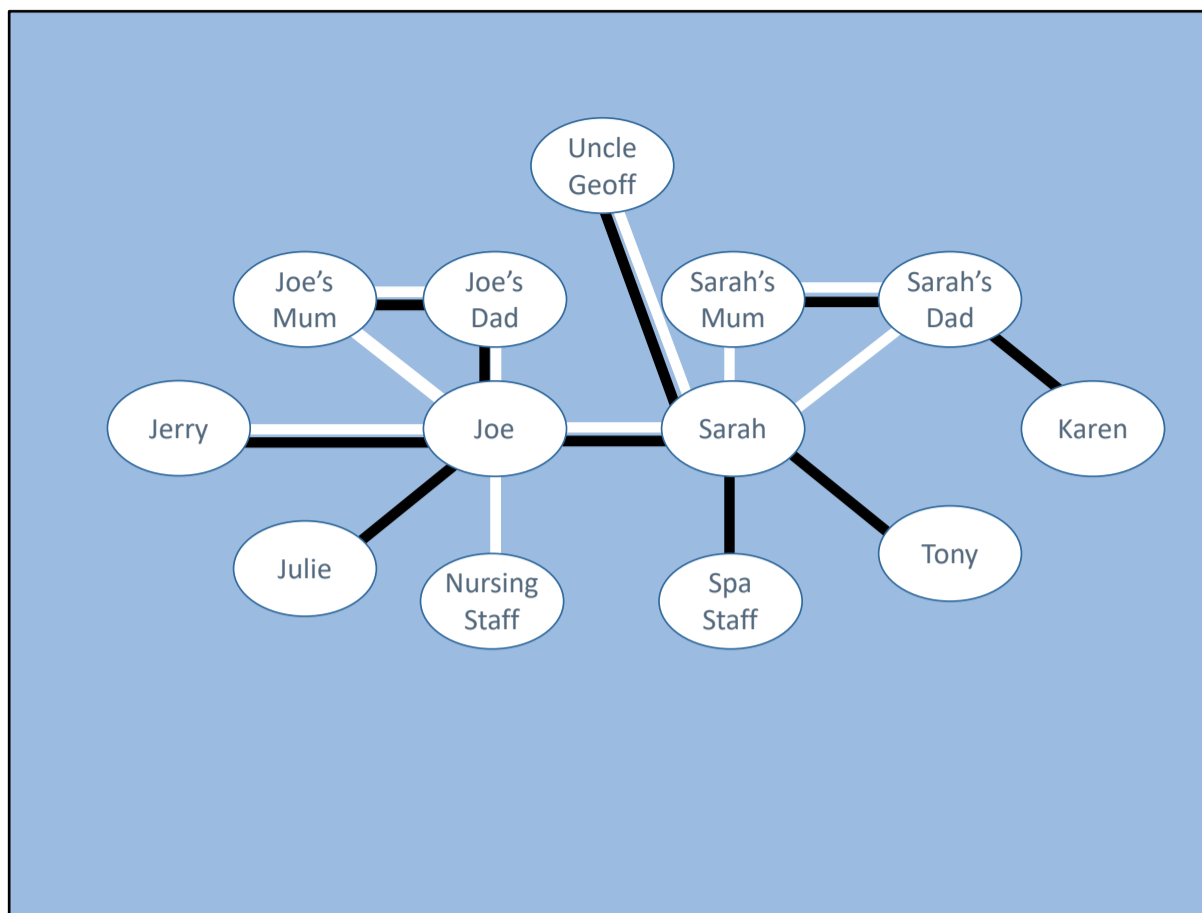 Uncle
Geoff
Joe’s
Mum
Joe’s
Dad
Sarah’s
Mum
Sarah’s
Dad
Jerry
Joe
Sarah
Karen
Julie
Nursing
Staff
Spa
Staff
Tony